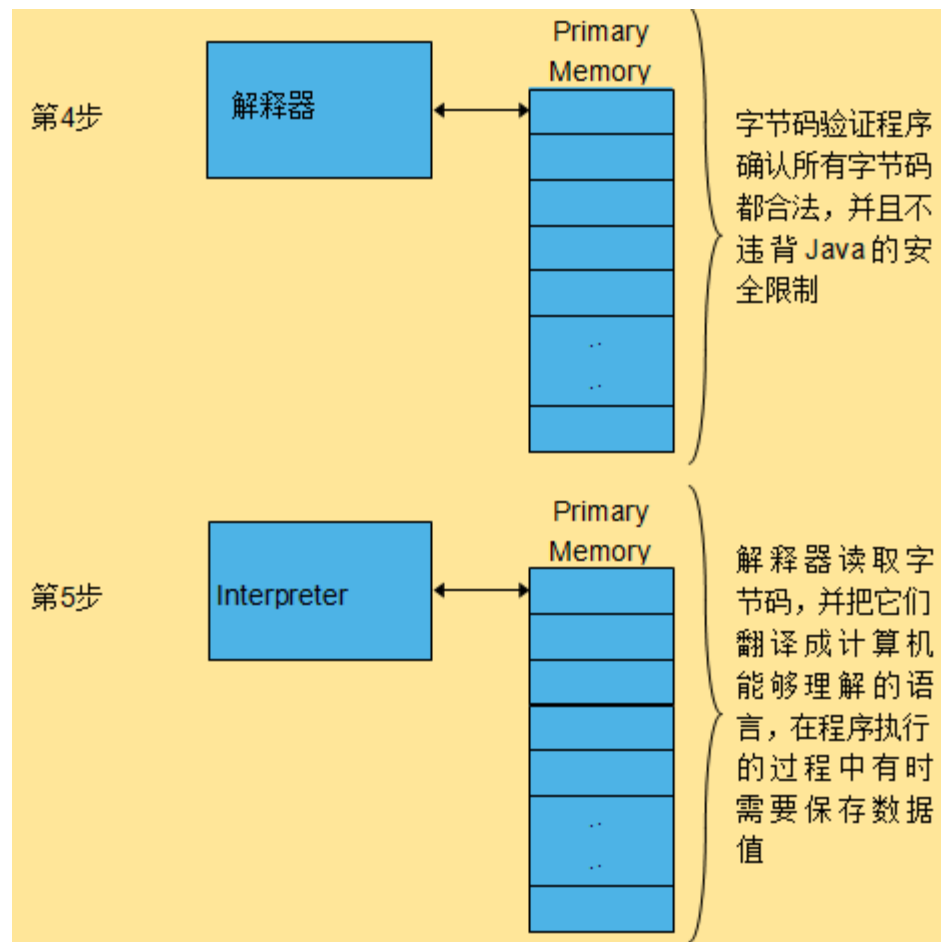 第4步
解释器
Primary
Memory
..
..
字节码验证程序
确认所有字节码
都合法，并且不
违背Java的安
全限制
第5步
Interpreter
Primary
Memory
..
..
解释器读取字
节码，并把它们
翻译成计算机
能够理解的语
言，在程序执行
的过程中有时
需要保存数据
值